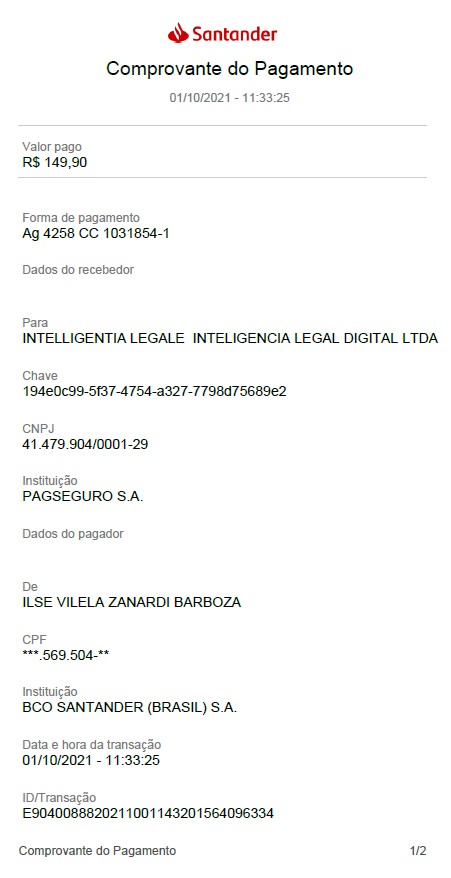 Santander
Comprovante do Pagamento
01/10/2021 - 11:33:25
Valor pago
R$ 149,90
Forma de pagamento
Ag 4258 CC 1031854-1
Dados do recebedor
Para
INTELLIGENTIA LEGALE INTELIGENCIA LEGAL DIGITAL LTDA
Chave
194e0c99-5f37-4754-a327-7798d75689e2
CNPJ
41.479.904/0001-29
Instituição
PAGSEGURO S.A.
Dados do pagador
De
ILSE VILELA ZANARDI BARBOZA
CPF
***.569.504-**
Instituição
BCO SANTANDER (BRASIL) S.A.
Data e hora da transação
01/10/2021 - 11:33:25
ID/Transação
E9040088820211001143201564096334
Comprovante do Pagamento 1/2